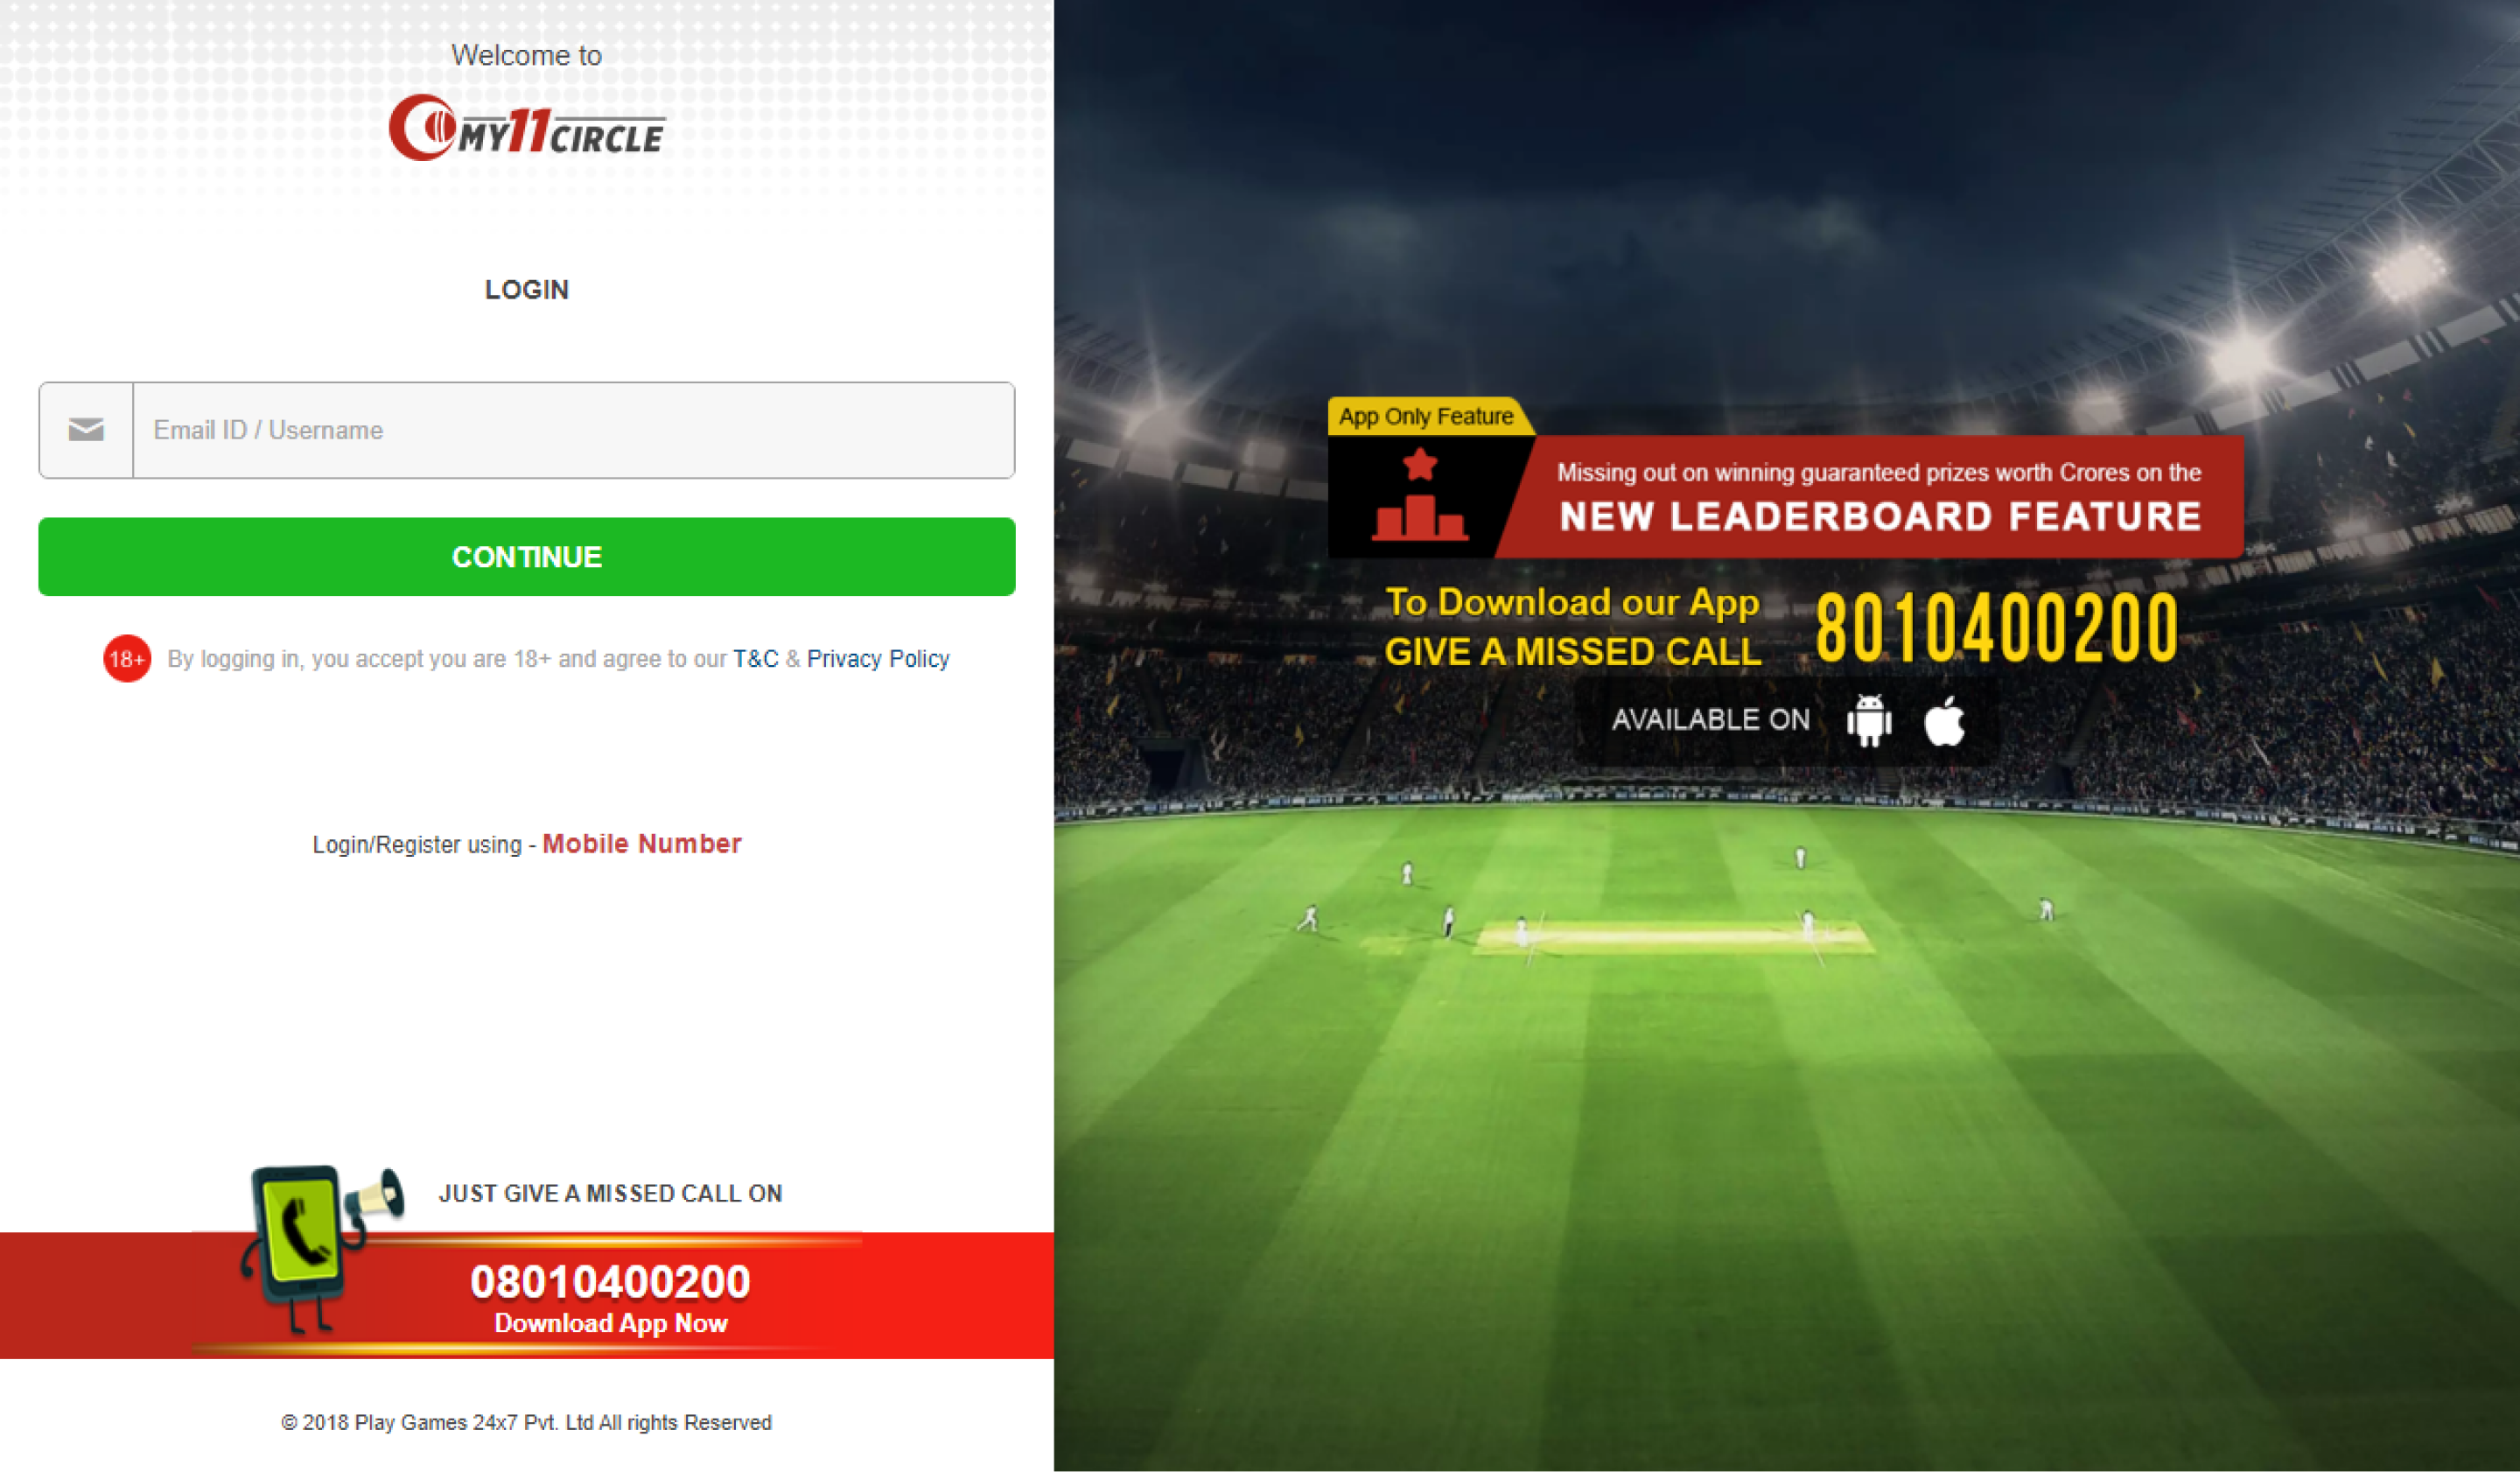 Welcome to
MY11CIRCLE
LOGIN
Email ID / Username
CONTINUE
18+ By logging in, you accept you are 18+ and agree to our T&C & Privacy Policy
Login/Register using - Mobile Number
JUST GIVE A MISSED CALL ON
08010400200
Download App Now
© 2018 Play Games 24x7 Pvt. Ltd All rights Reserved
App Only Feature
Missing out on winning guaranteed prizes worth Crores on the
NEW LEADERBOARD FEATURE
To Download our App
GIVE A MISSED CALL
8010400200
AVAILABLE ON